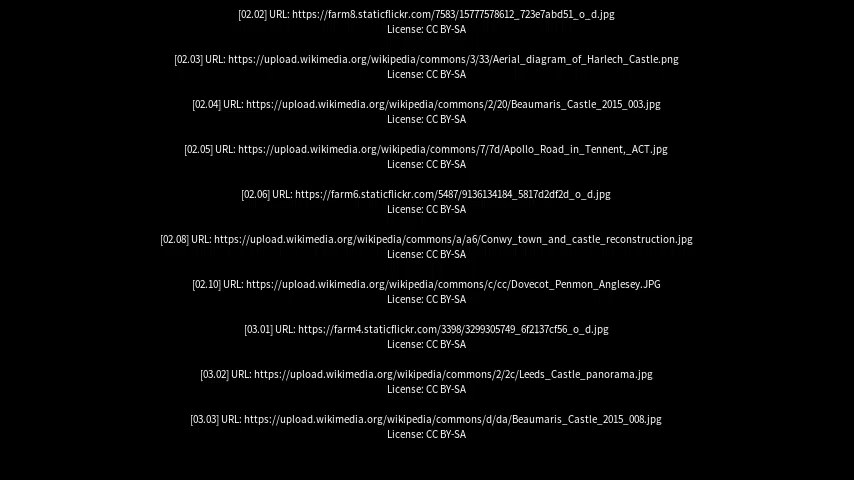 [02.02] URL: https://farm8.staticflickr.com/7583/15777578612_723e7abd51_o_d.jpg
License: CC BY-SA
[02.03] URL: https://upload.wikimedia.org/wikipedia/commons/3/33/Aerial_diagram_of_Harlech_Castle.png
License: CC BY-SA
[02.04] URL: https://upload.wikimedia.org/wikipedia/commons/2/20/Beaumaris_Castle_2015_003.jpg
License: CC BY-SA
[02.05] URL: https://upload.wikimedia.org/wikipedia/commons/7/7d/Apollo_Road_in_Tennent,_ACT.jpg
License: CC BY-SA
[02.06] URL: https://farm6.staticflickr.com/5487/9136134184_5817d2df2d_o_d.jpg
License: CC BY-SA
[02.08] URL: https://upload.wikimedia.org/wikipedia/commons/a/a6/Conwy_town_and_castle_reconstruction.jpg
License: CC BY-SA
[02.10] URL: https://upload.wikimedia.org/wikipedia/commons/c/cc/Dovecot_Penmon_Anglesey.JPG
License: CC BY-SA
[03.01] URL: https://farm4.staticflickr.com/3398/3299305749_6f2137cf56_o_d.jpg
License: CC BY-SA
[03.02] URL: https://upload.wikimedia.org/wikipedia/commons/2/2c/Leeds_Castle_panorama.jpg
License: CC BY-SA
[03.03] URL: https://upload.wikimedia.org/wikipedia/commons/d/da/Beaumaris_Castle_2015_008.jpg
License: CC BY-SA